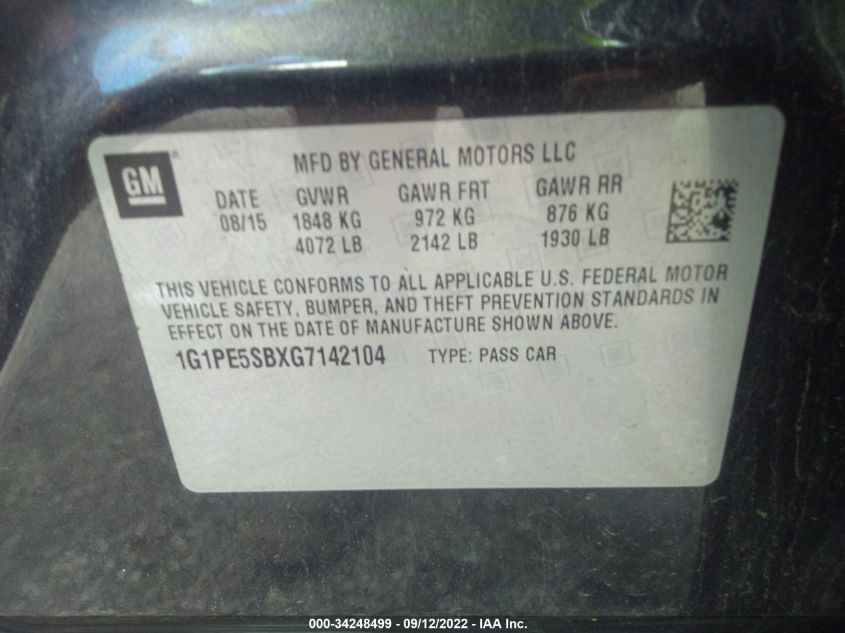 GM®
MFD BY GENERAL MOTORS LLC
DATE GVWR GAWR FRT GAWR RR
08/15 1848 KG 972 KG 876 KG
4072 LB 2142 LB 1930 LB
THIS VEHICLE CONFORMS TO ALL APPLICABLE U.S. FEDERAL MOTOR
VEHICLE SAFETY, BUMPER, AND THEFT PREVENTION STANDARDS IN
EFFECT ON THE DATE OF MANUFACTURE SHOWN ABOVE.
1G1PE5SBXG7142104 TYPE: PASS CAR
000-34248499 - 09/12/2022 - IAA Inc.